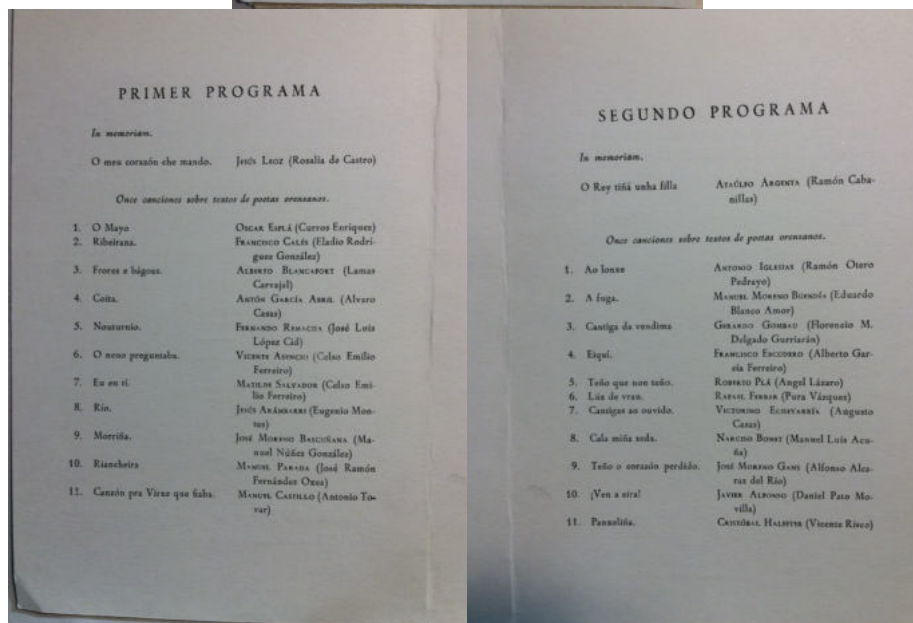 PRIMER PROGRAMA
In memoriam.
O meu corazón che mando. JESÚS LEOZ (Rosalía de Castro)
Once canciones sobre textos de poetas orensanos.
1. O Mayo OSCAR ESPLÁ (Curros Enríquez)
2. Ribeirana. FRANCISCO CALÉS (Eladio Rodrí-
guez González)
3. Frores e bágoas. ALBERTO BLANCAFORT (Lamas
Carvajal)
4. Coita. ANTÓN GARCÍA ABRIL (Alvaro
Casas)
5. Nouturnio. FERNANDO REMACHA (José Luis
López Cid)
6. O neno preguntaba. VICENTE ASENCIO (Celso Emilio
Ferreiro)
7. Eu en ti. MATILDE SALVADOR (Celso Emi-
lio Ferreiro)
8. Río. JESÚS ARÁMBARRI (Eugenio Mon-
tes)
9. Morriña. JOSÉ MORENO BASCUÑANA (Ma-
nuel Núñez González)
10. Riancheira MANUEL PARADA (José Ramón
Fernández Oxea)
11. Canzón pra Virxe que fiaba. MANUEL CASTILLO (Antonio To-
var)
SEGUNDO PROGRAMA
In memoriam.
O Rey tiñá unha filla ATAÚLFO ARGENTA (Ramón Caba-
nillas)
Once canciones sobre textos de poetas orensanos.
1. Ao lonxe ANTONIO IGLESIAS (Ramón Otero
Pedrayo)
2. A fuga. MANUEL MORENO BUENDÍA (Eduardo
Blanco Amor)
3. Cantiga da vendima GERARDO GOMBAU (Florencio M.
Delgado Gurriarán)
4. Eiquí. FRANCISCO ESCUDERO (Alberto Gar-
cía Ferreiro)
5. Teño que non teño. ROBERTO PLÁ (Angel Lázaro)
6. Lúa de vran. RAFAEL FERRER (Pura Vázquez)
7. Cantigas ao ouvido. VICTORINO ECHEVARRÍA (Augusto
Casas)
8. Cala miña roda. NARCISO BONET (Manuel Luis Acu-
ña)
9. Teño o corazón perdido. JOSÉ MORENO GANS (Alfonso Alca-
raz del Río)
10. ¡Ven a eira! JAVIER ALFONSO (Daniel Pato Mo-
villa)
11. Panxoliña. CRISTÓBAL HALFFTER (Vicente Risco)